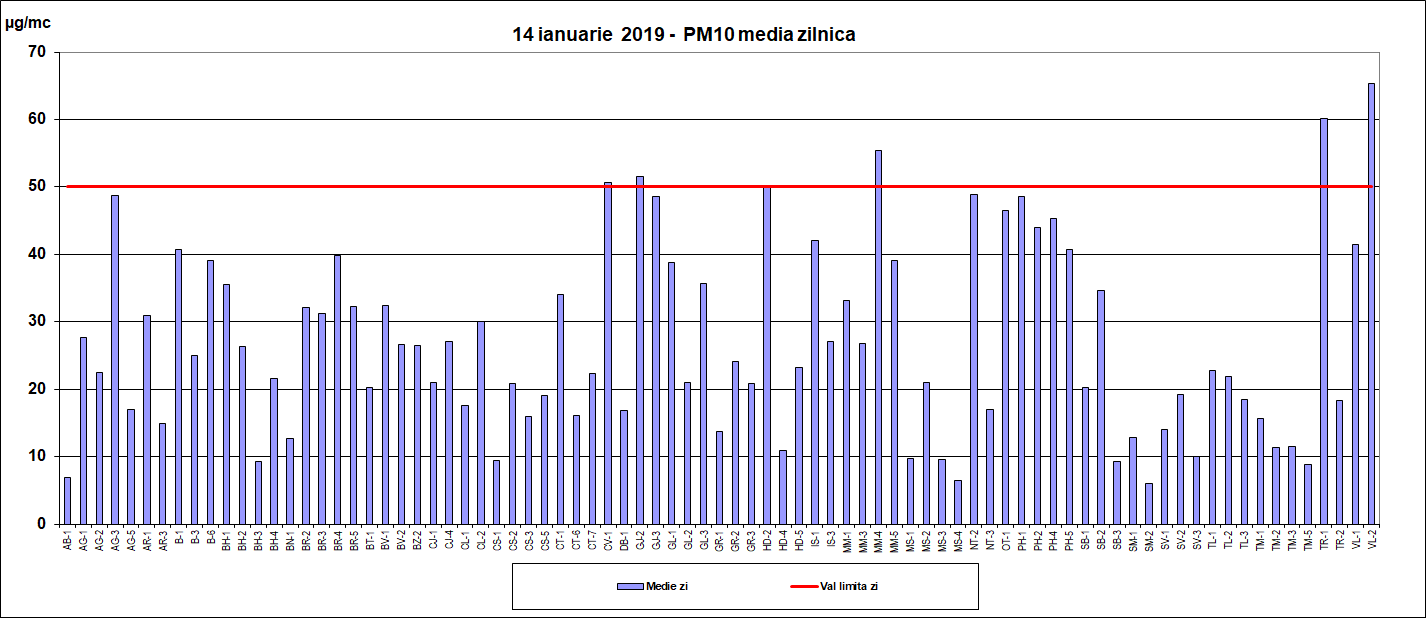 µg/mc
14 ianuarie 2019 - PM10 media zilnica
70
60
50
40
30
20
10
0
AB-1 AG-1 AG-2 AG-3 AG-5 AR-1 AR-3 B-1 B-3 B-6 BH-1 BH-2 BH-3 BH-4 BN-1 BR-2 BR-3 BR-4 BR-5 BT-1 BV-1 BV-2 BZ-2 CJ-1 CJ-4 CL-1 CL-2 CS-1 CS-2 CS-3 CS-5 CT-1 CT-6 CT-7 CV-1 DB-1 GJ-2 GJ-3 GL-1 GL-2 GL-3 GR-1 GR-2 GR-3 HD-2 HD-4 HD-5 IS-1 IS-3 MM-1 MM-3 MM-4 MM-5 MS-1 MS-2 MS-3 MS-4 NT-2 NT-3 OT-1 PH-1 PH-2 PH-4 PH-5 SB-1 SB-2 SB-3 SM-1 SM-2 SV-1 SV-2 SV-3 TL-1 TL-2 TL-3 TM-1 TM-2 TM-3 TM-5 TR-1 TR-2 VL-1 VL-2
Medie zi Val limita zi